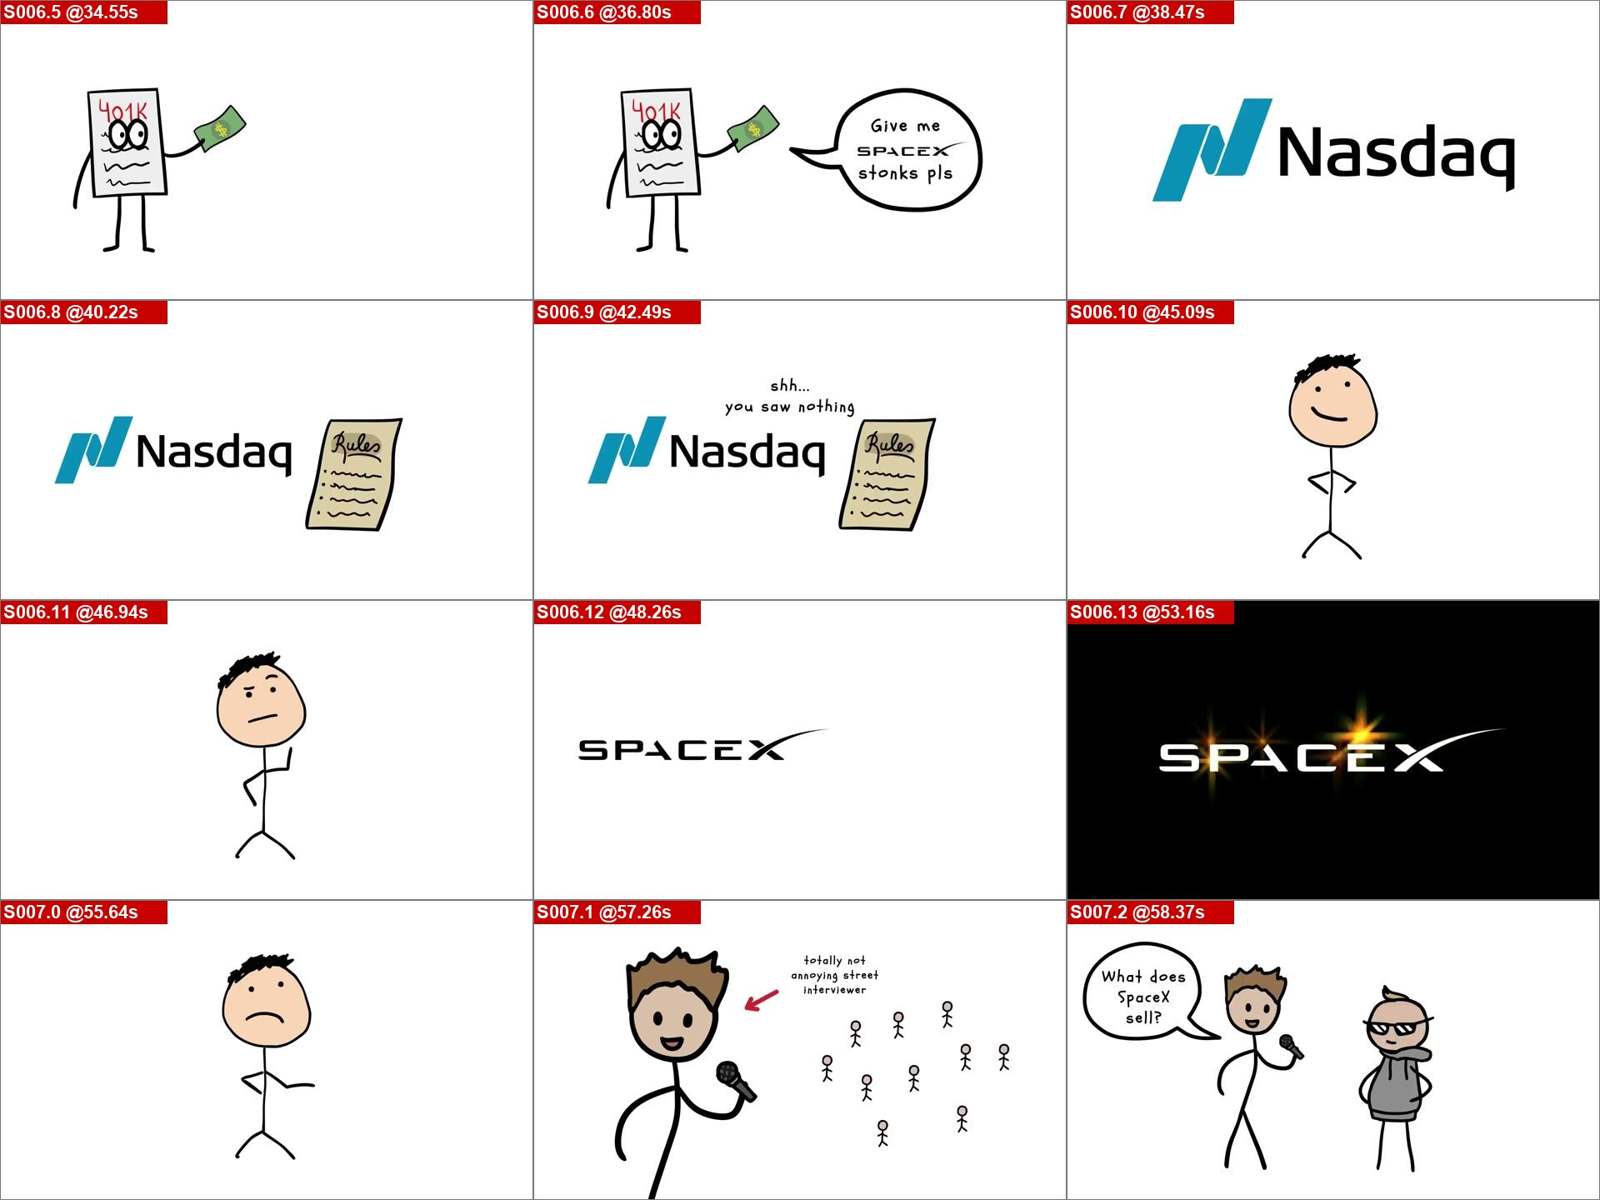 S006.5 @34.55s
401K
S006.6 @36.80s
401K
Give me
SPACEX
stonks pls
S006.7 @38.47s
Nasdaq
S006.8 @40.22s
Nasdaq
Rules
S006.9 @42.49s
shh...
you saw nothing
Nasdaq
Rules
S006.10 @45.09s
S006.11 @46.94s
S006.12 @48.26s
SPACEX
S006.13 @53.16s
SPACEX
S007.0 @55.64s
S007.1 @57.26s
totally not
annoying street
interviewer
S007.2 @58.37s
What does
SpaceX
sell?